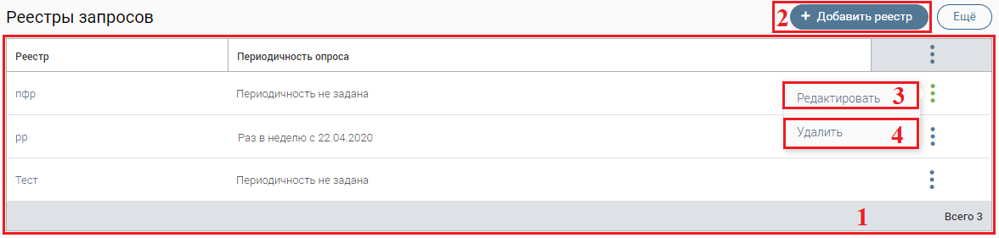 Реестры запросов 2 + Добавить реестр Ещё
Реестр Периодичность опроса
пфр Периодичность не задана Редактировать 3
рр Раз в неделю с 22.04.2020 Удалить 4
Тест Периодичность не задана
1 Всего 3